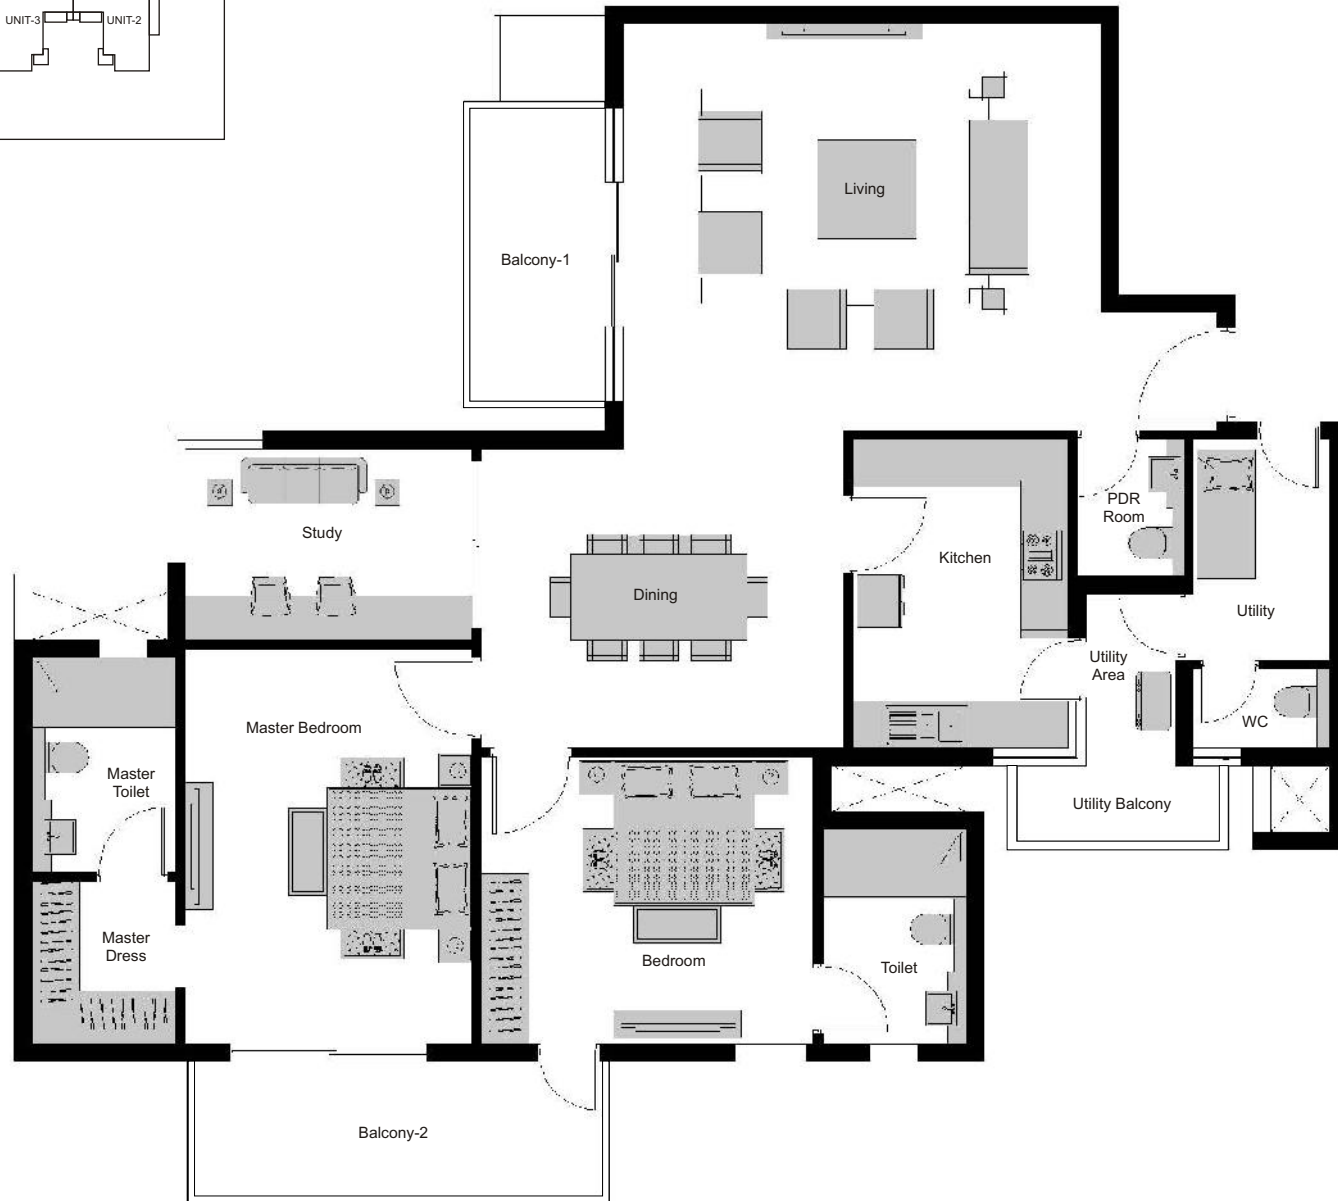 UNIT-3
UNIT-2
Living
Balcony-1
Study
PDR
Room
Kitchen
Dining
Utility
Utility
Area
WC
Master Bedroom
Master
Toilet
Utility Balcony
Master
Dress
Bedroom
Toilet
Balcony-2